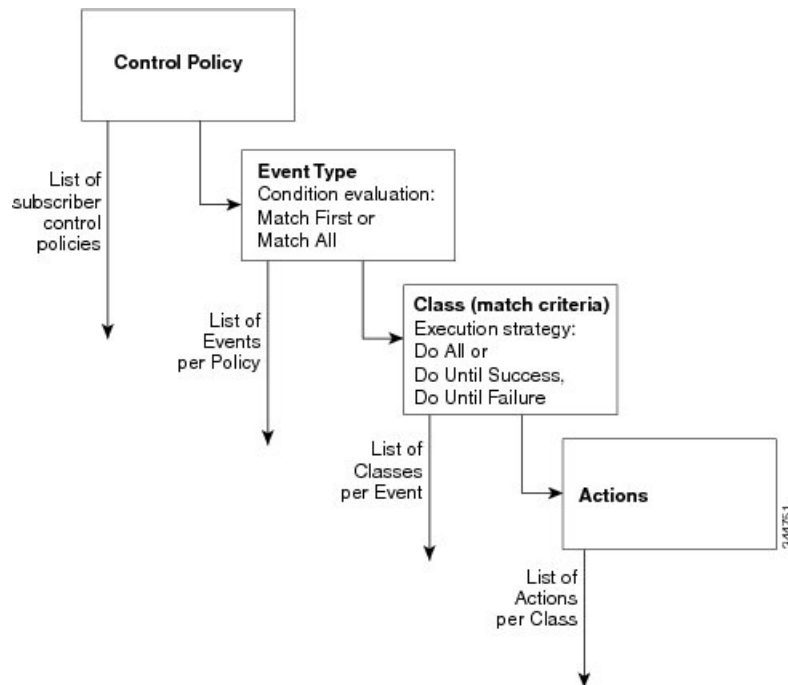 Control Policy
List of
subscriber
control
policies
Event Type
Condition evaluation:
Match First or
Match All
List of
Events
per Policy
Class (match criteria)
Execution strategy:
Do All or
Do Until Success,
Do Until Failure
List of
Classes
per Event
Actions
List of
Actions
per Class